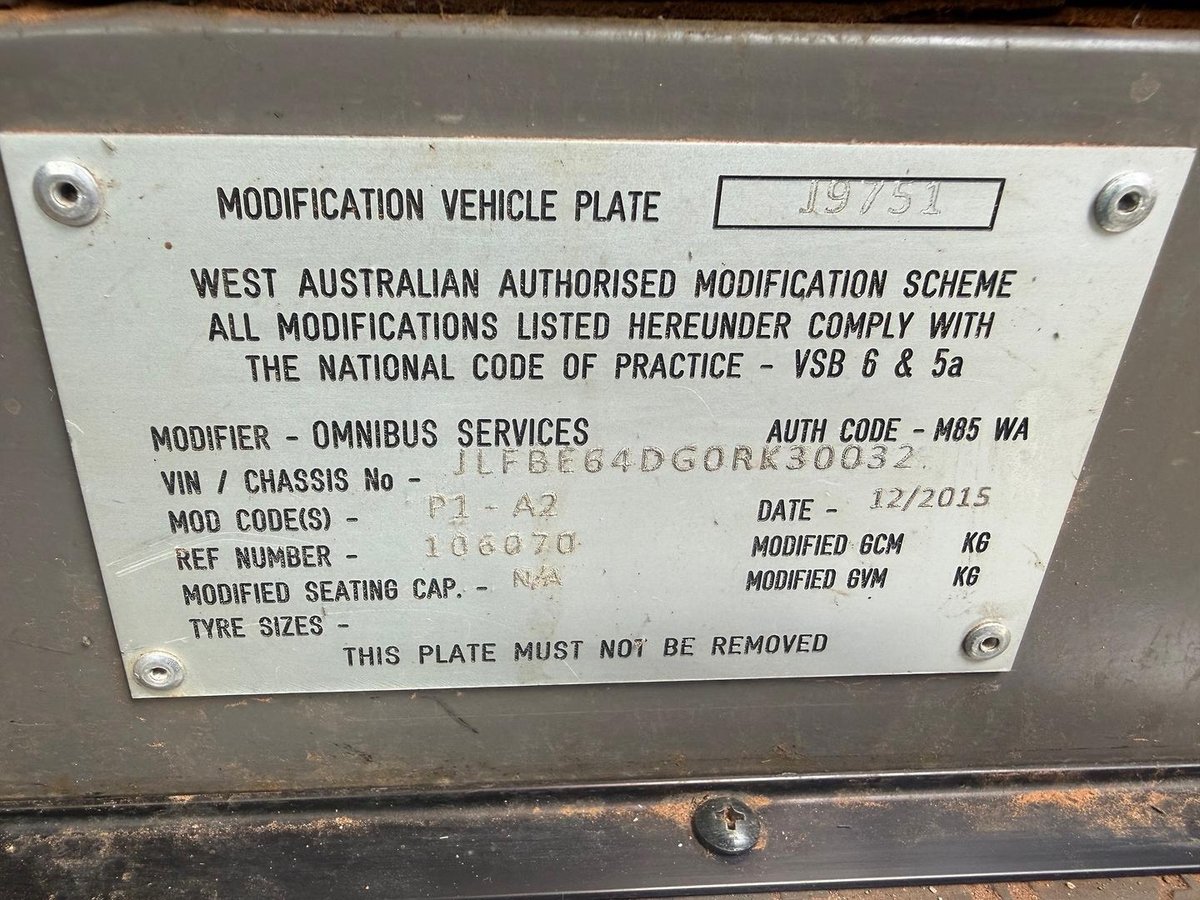 MODIFICATION VEHICLE PLATE J9751
WEST AUSTRALIAN AUTHORISED MODIFICATION SCHEME
ALL MODIFICATIONS LISTED HEREUNDER COMPLY WITH
THE NATIONAL CODE OF PRACTICE - VSB 6 & 5a
MODIFIER - OMNIBUS SERVICES AUTH CODE - M85 WA
VIN / CHASSIS No - JLFBE64DG0RK30032
MOD CODE(S) - P1 - A2 DATE - 12/2015
REF NUMBER - 106070 MODIFIED GCM KG
MODIFIED SEATING CAP. - N/A MODIFIED GVM KG
TYRE SIZES -
THIS PLATE MUST NOT BE REMOVED